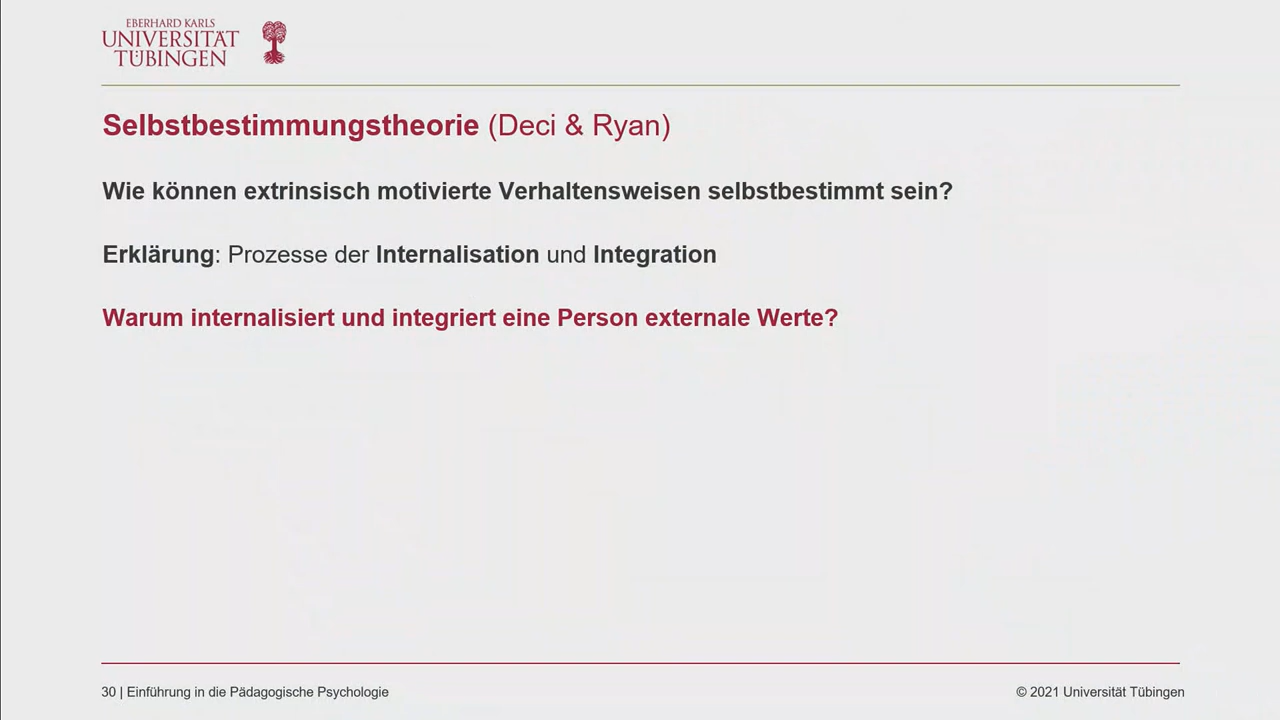 EBERHARD KARLS
UNIVERSITÄT
TÜBINGEN
Selbstbestimmungstheorie (Deci & Ryan)
Wie können extrinsisch motivierte Verhaltensweisen selbstbestimmt sein?
Erklärung: Prozesse der Internalisation und Integration
Warum internalisiert und integriert eine Person externale Werte?
30 | Einführung in die Pädagogische Psychologie
© 2021 Universität Tübingen